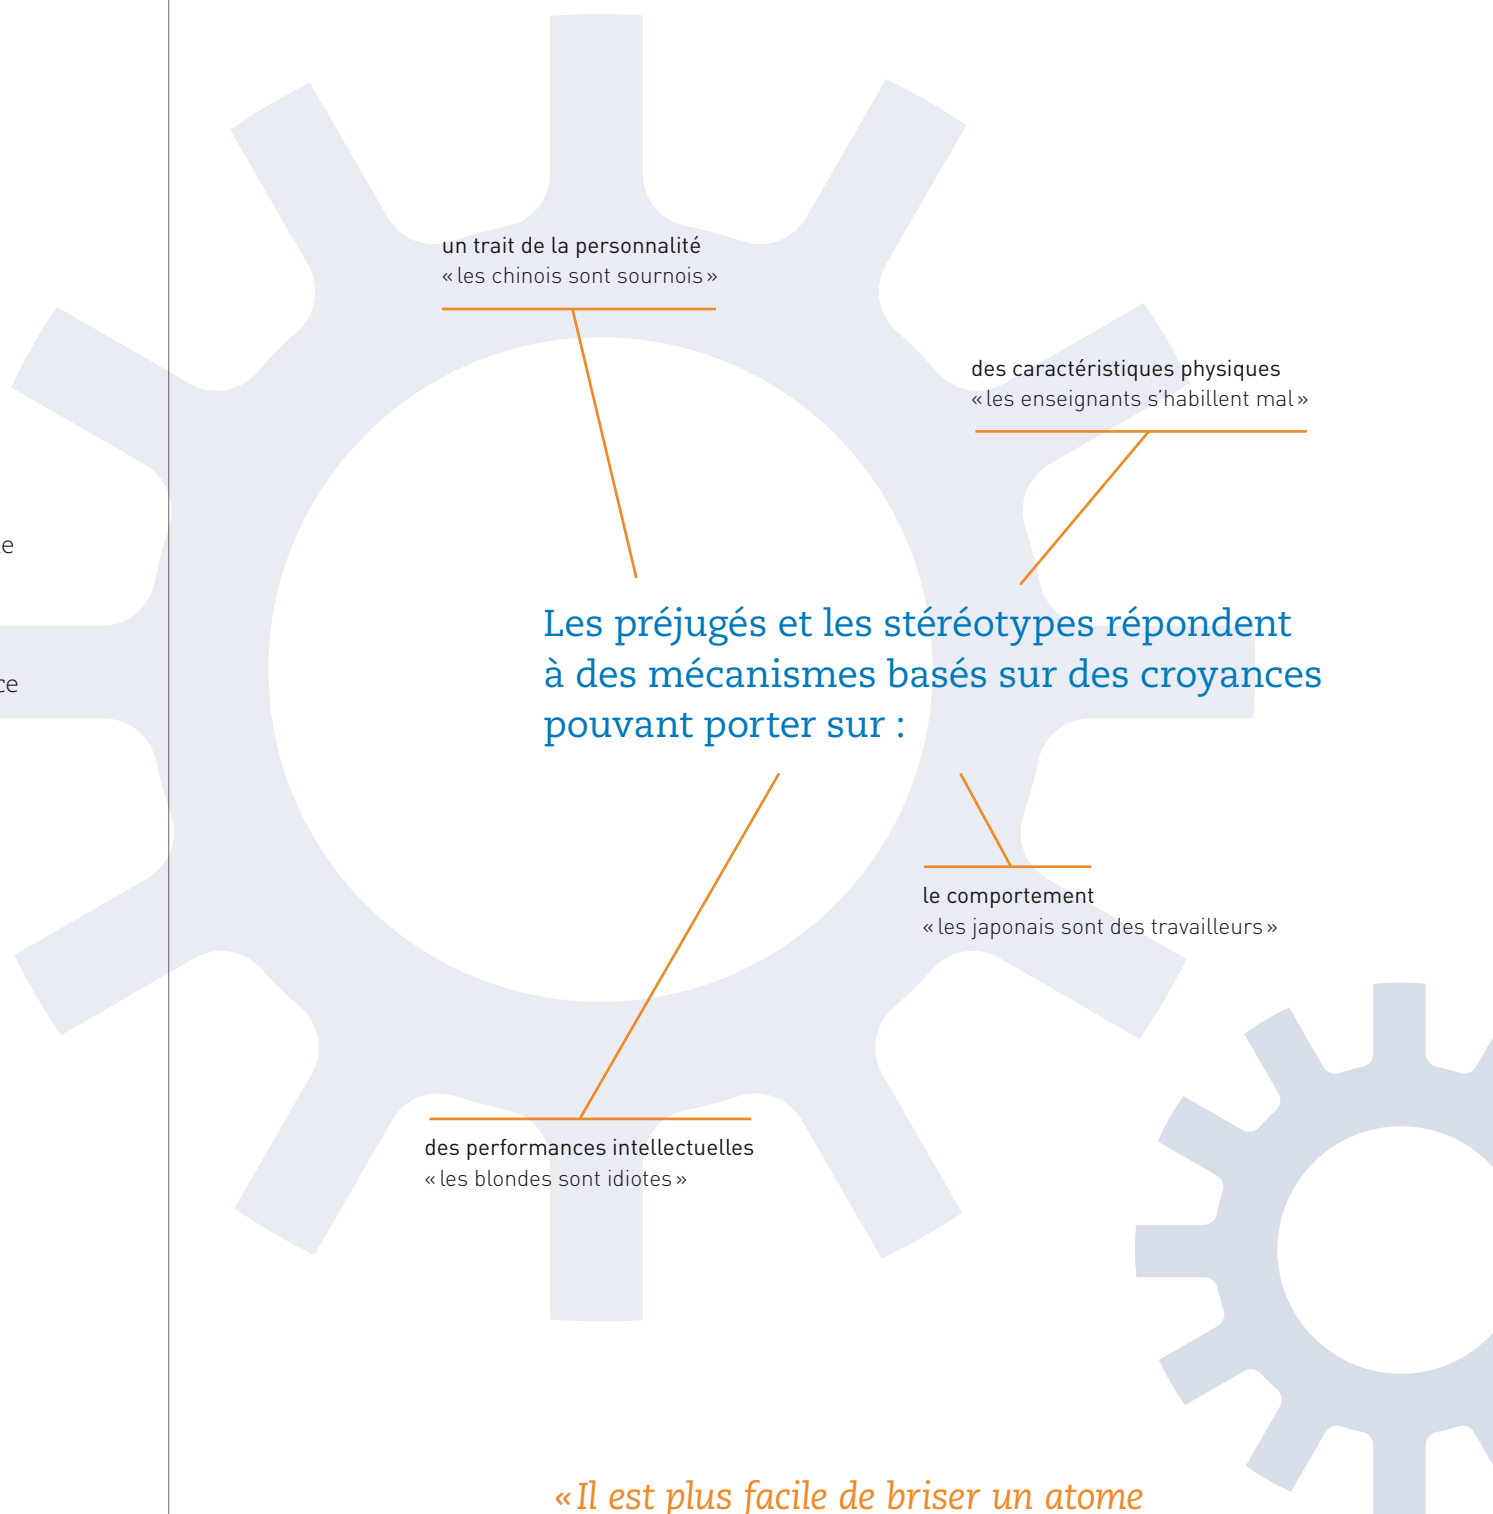 un trait de la personnalité
« les chinois sont sournois »
des caractéristiques physiques
« les enseignants s'habillent mal »
e
ce
Les préjugés et les stéréotypes répondent
à des mécanismes basés sur des croyances
pouvant porter sur :
le comportement
« les japonais sont des travailleurs »
des performances intellectuelles
« les blondes sont idiotes »
« Il est plus facile de briser un atome